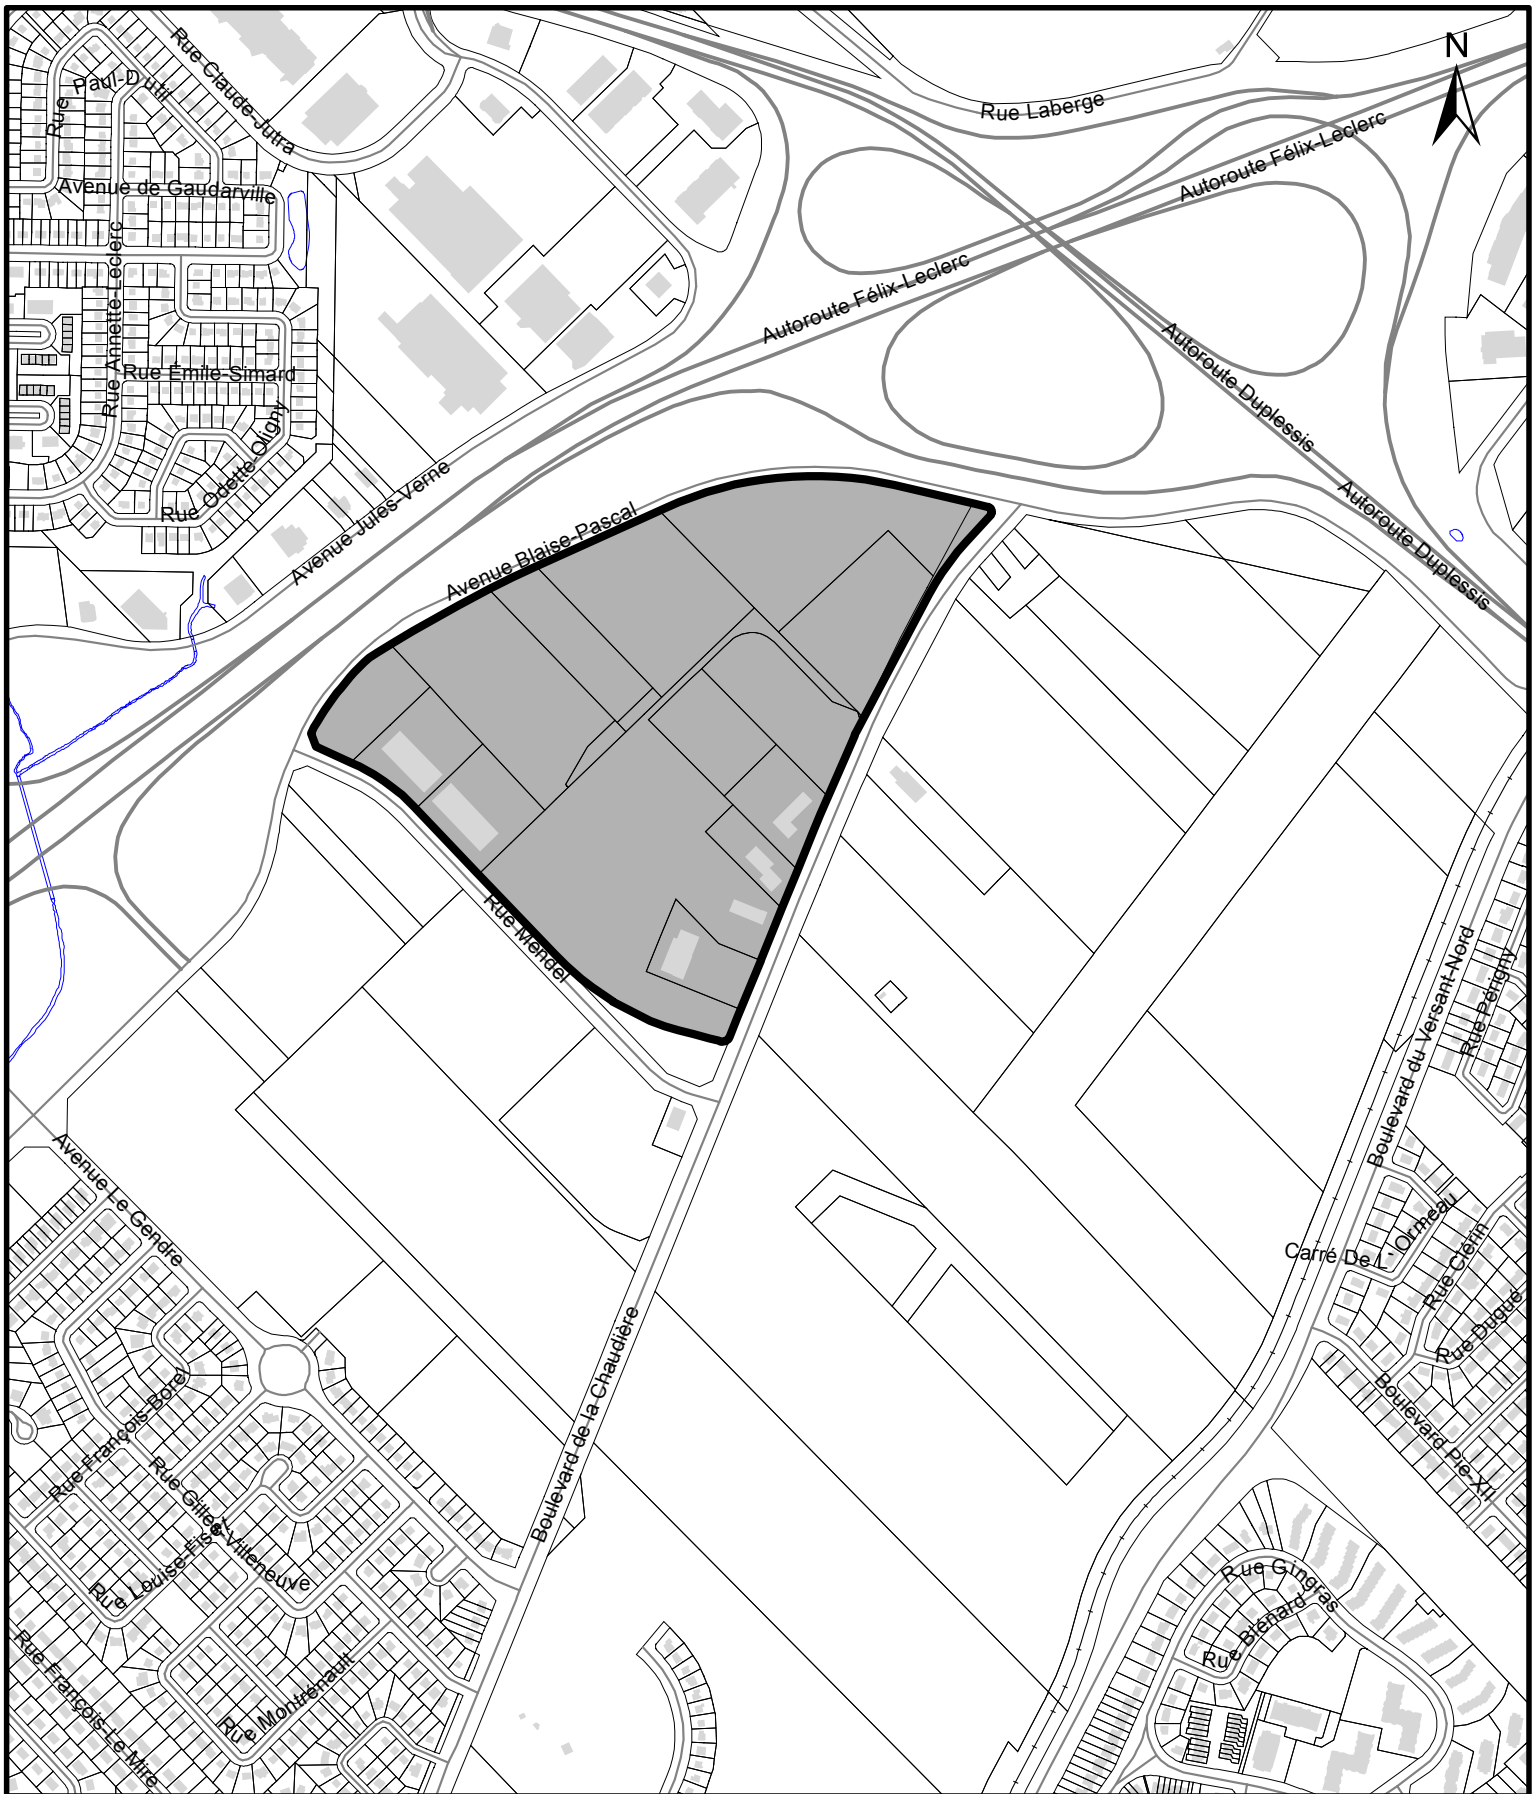 N
Rue Claude-Jutra
Rue Paul-Dutil
Rue Laberge
Autoroute Félix-Leclerc
Avenue de Gaudarville
Rue Annette-Leclerc
Autoroute Félix-Leclerc
Autoroute Duplessis
Rue Émile-Simard
Rue Odette-Oligny
Avenue Jules-Verne
Avenue Blaise-Pascal
Autoroute Duplessis
Rue Mendel
Boulevard du Versant-Nord
Rue Périgny
Avenue Le Gendre
Carré De L' Ormeau
Rue Clérin
Rue Dugué
Boulevard de la Chaudière
Rue François-Borel
Boulevard Pie-XII
Rue Gilles-Villeneuve
Rue Louise-Fiset
Rue Gingras
Rue Biénard
Rue François-Le Mire
Rue Montrénault